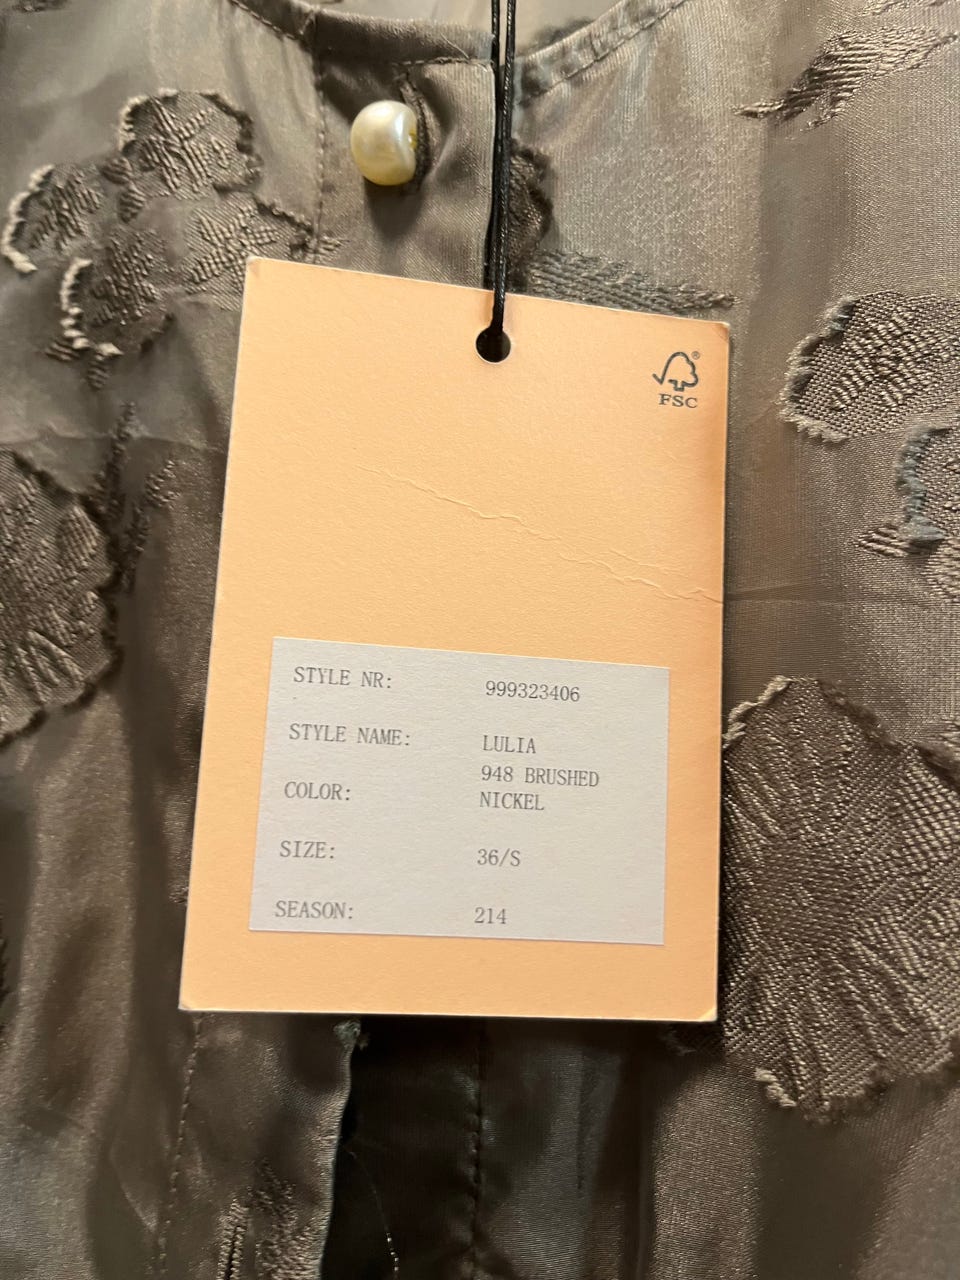 ®
FSC
STYLE NR: 999323406
STYLE NAME: LULIA
COLOR: 948 BRUSHED
NICKEL
SIZE: 36/S
SEASON: 214